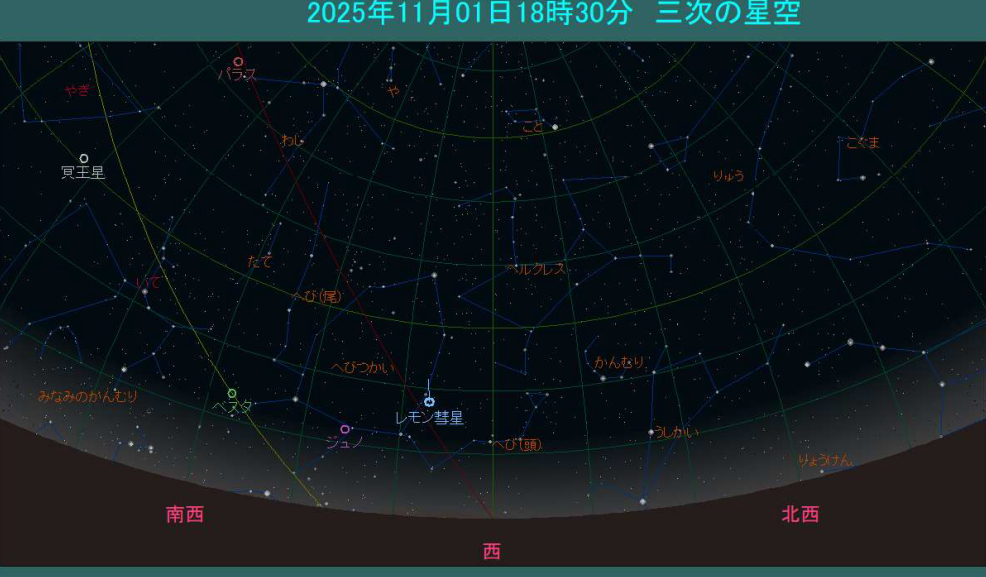 2025年11月01日18時30分　三次の星空
パラス
やぎ
や
わし
こと
こぐま
冥王星
りゅう
たて
ヘルクレス
いて
へび(尾)
へびつかい
かんむり
みなみのかんむり
ベスタ
レモン彗星
ジュノ
へび(頭)
うしかい
りょうけん
南西
北西
西